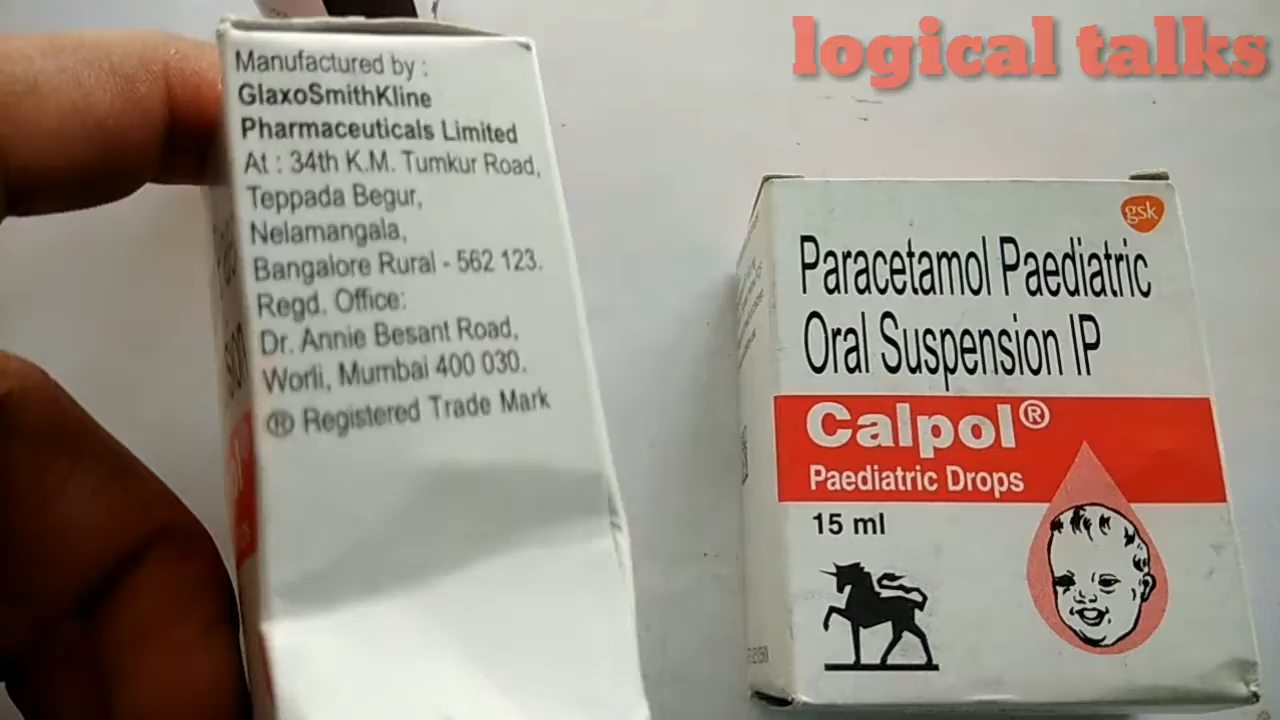 logical talks
Manufactured by :
GlaxoSmithKline
Pharmaceuticals Limited
At : 34th K.M. Tumkur Road,
Teppada Begur,
Nelamangala,
Bangalore Rural - 562 123.
Regd. Office:
Dr. Annie Besant Road,
Worli, Mumbai 400 030.
® Registered Trade Mark
gsk
Paracetamol Paediatric
Oral Suspension IP
Calpol®
Paediatric Drops
15 ml